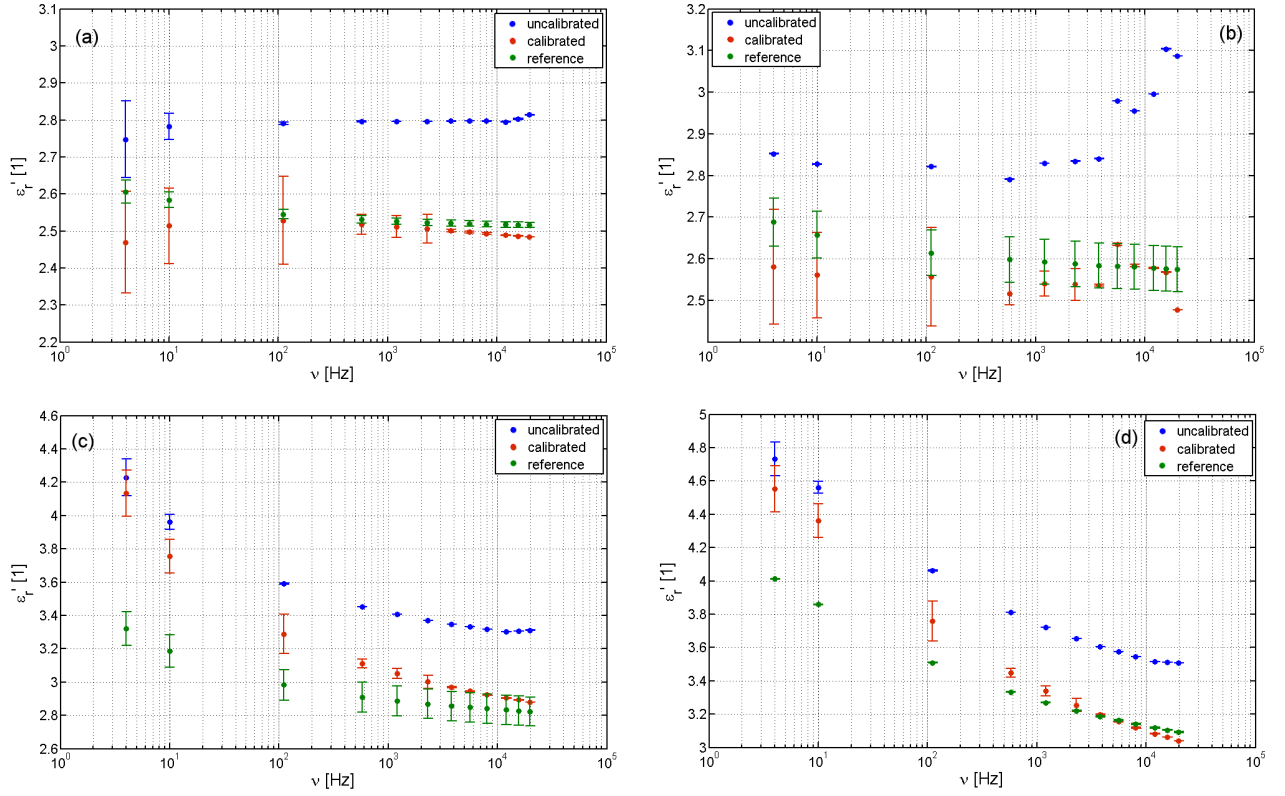 (a)
uncalibrated
calibrated
reference
3.1
3
2.9
2.8
2.7
2.6
2.5
2.4
2.3
2.2
εr' [1]
10^0 10^1 10^2 10^3 10^4 10^5
ν [Hz]
(b)
uncalibrated
calibrated
reference
3.2
3.1
3
2.9
2.8
2.7
2.6
2.5
εr' [1]
10^0 10^1 10^2 10^3 10^4 10^5
ν [Hz]
(c)
uncalibrated
calibrated
reference
4.6
4.4
4.2
4
3.8
3.6
3.4
3.2
3
2.8
2.6
εr' [1]
10^0 10^1 10^2 10^3 10^4 10^5
ν [Hz]
(d)
uncalibrated
calibrated
reference
5
4.8
4.6
4.4
4.2
4
3.8
3.6
3.4
3.2
3
εr' [1]
10^0 10^1 10^2 10^3 10^4 10^5
ν [Hz]